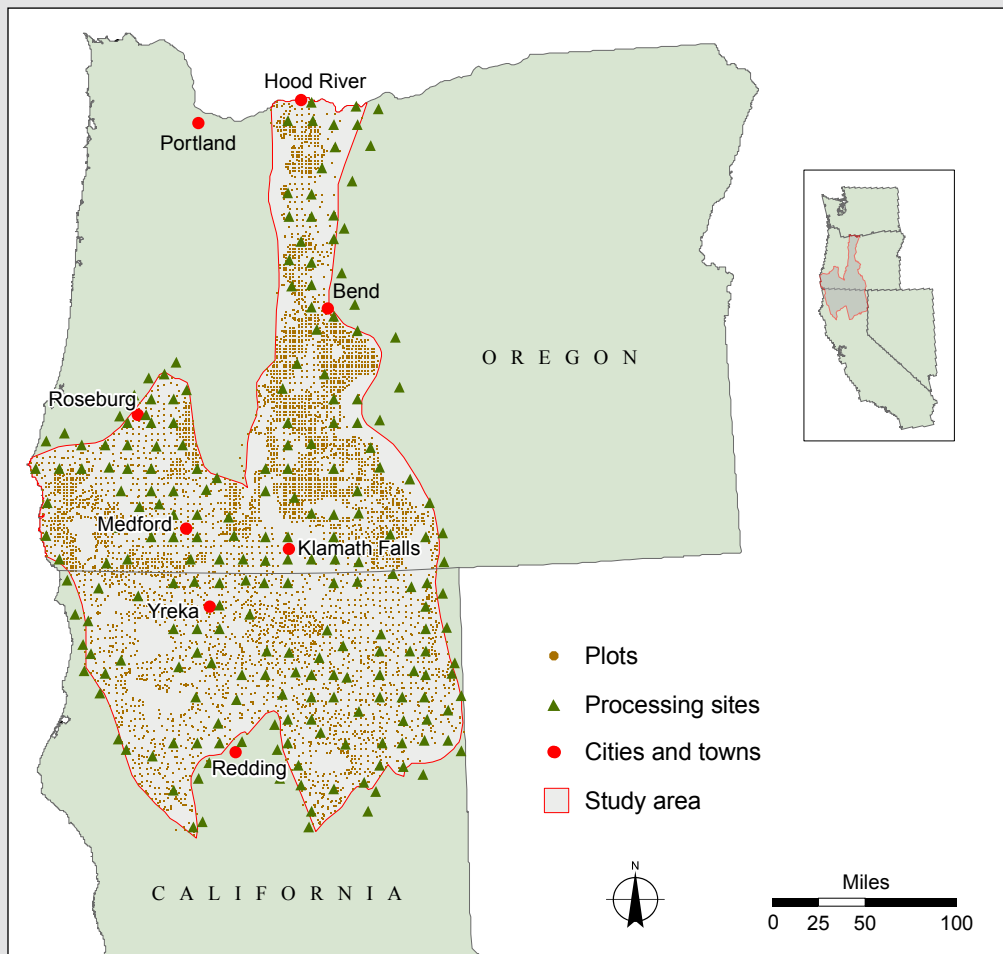 Hood River
Portland
Bend
OREGON
Roseburg
Medford
Klamath Falls
Yreka
Plots
Processing sites
Cities and towns
Redding
Study area
CALIFORNIA
N
Miles
0 25 50 100